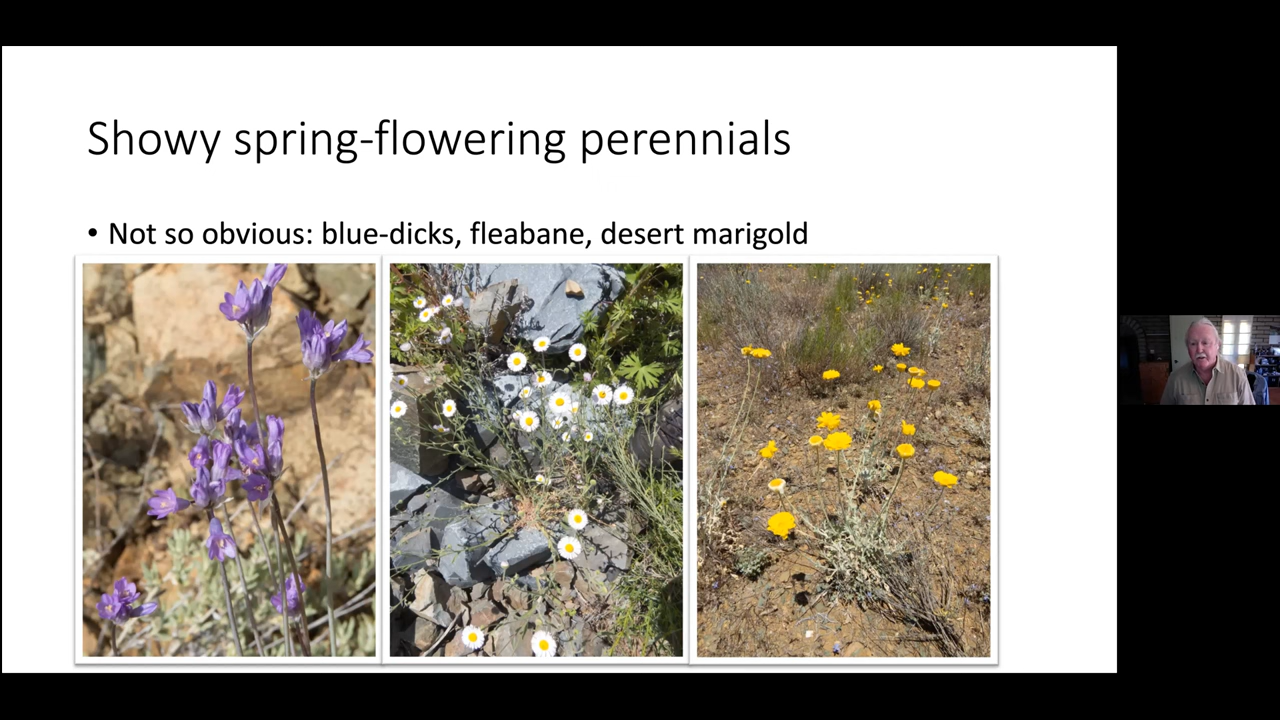 Showy spring-flowering perennials
• Not so obvious: blue-dicks, fleabane, desert marigold